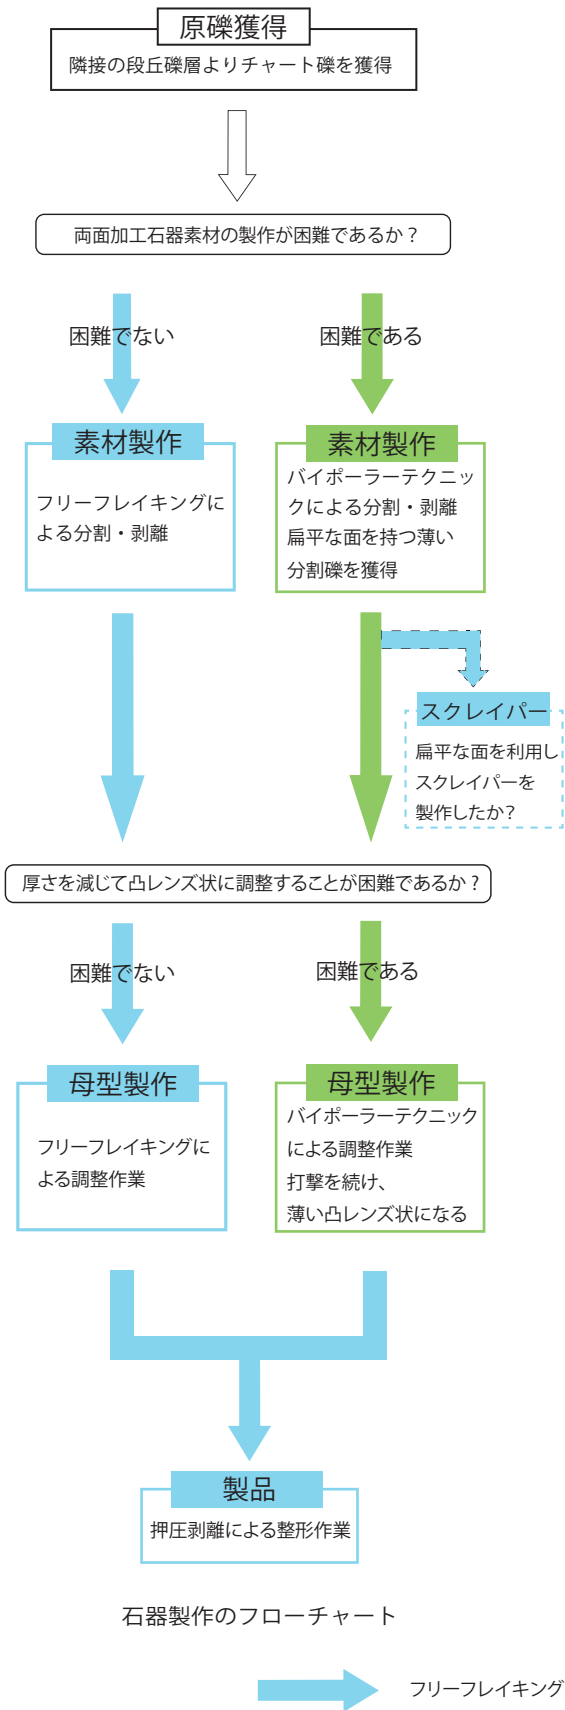 原礫獲得
隣接の段丘礫層よりチャート礫を獲得
両面加工石器素材の製作が困難であるか？
困難でない
困難である
素材製作
フリーフレイキングに
よる分割・剥離
素材製作
バイポーラーテクニッ
クによる分割・剥離
扁平な面を持つ薄い
分割礫を獲得
スクレイパー
扁平な面を利用し
スクレイパーを
製作したか?
厚さを減じて凸レンズ状に調整することが困難であるか?
困難でない
困難である
母型製作
フリーフレイキングに
よる調整作業
母型製作
バイポーラーテクニック
による調整作業
打撃を続け、
薄い凸レンズ状になる
製品
押圧剥離による整形作業
石器製作のフローチャート
フリーフレイキング